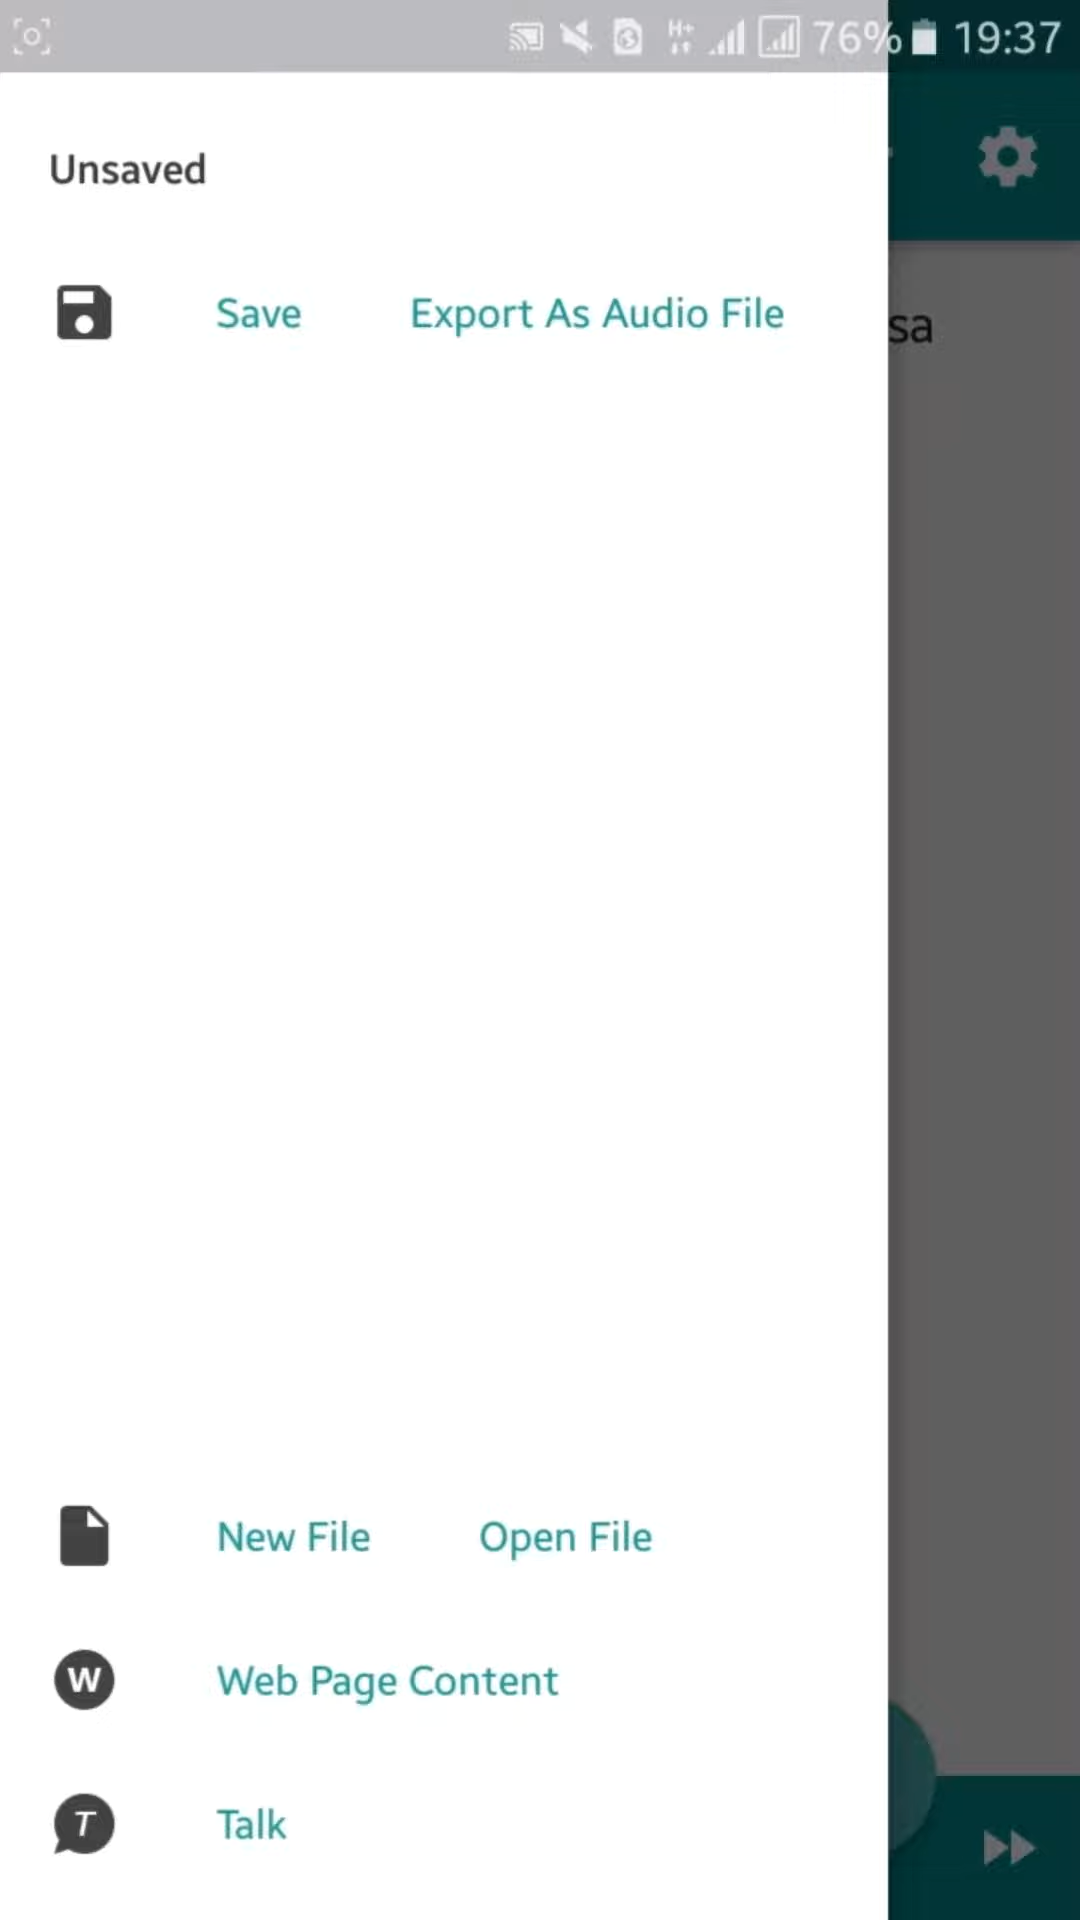 76% 19:37
Unsaved
Save Export As Audio File
sa
New File Open File
W Web Page Content
T Talk